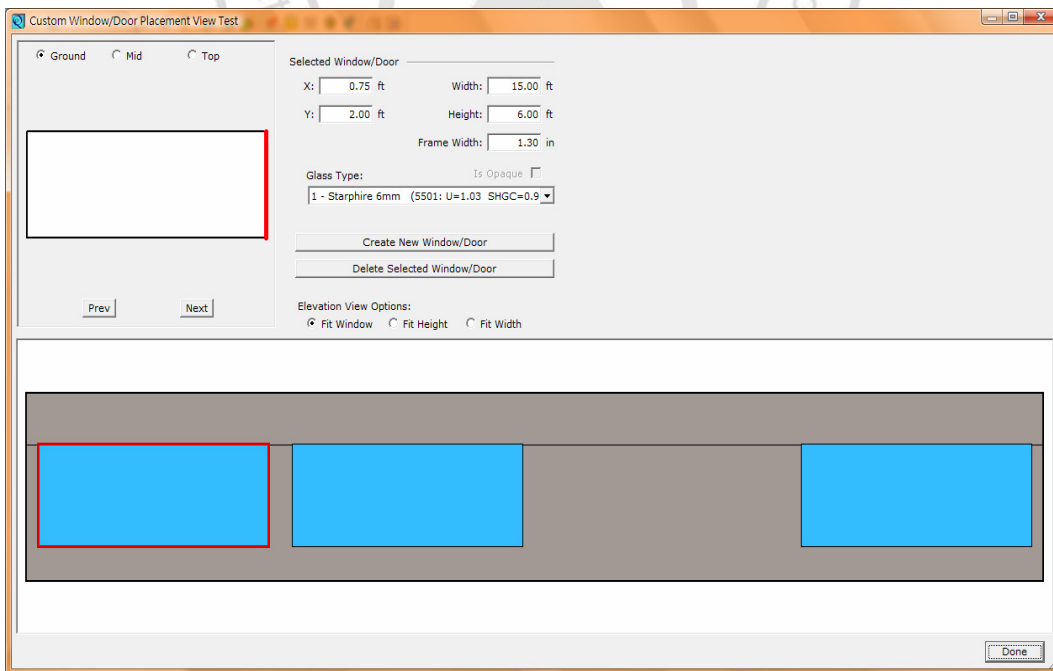 Custom Window/Door Placement View Test
Ground Mid Top
Prev Next
Selected Window/Door
X: 0.75 ft Width: 15.00 ft
Y: 2.00 ft Height: 6.00 ft
Frame Width: 1.30 in
Glass Type: Is Opaque
1 - Starphire 6mm (5501: U=1.03 SHGC=0.9
Create New Window/Door
Delete Selected Window/Door
Elevation View Options:
Fit Window Fit Height Fit Width
Done